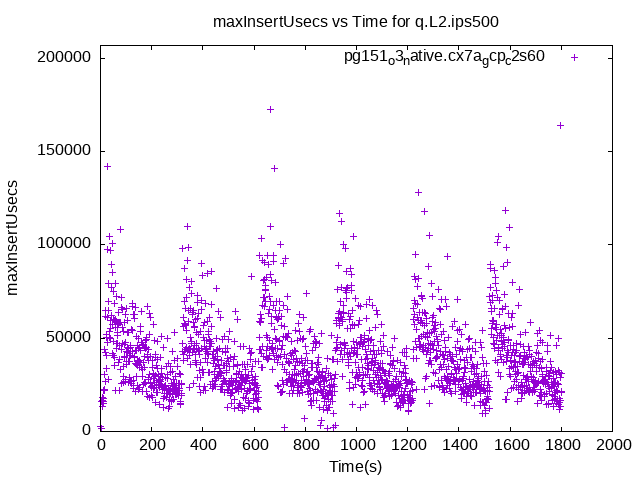 maxInsertUsecs vs Time for q.L2.ips500
pg151o3native.cx7agcpc2s60
maxInsertUsecs
200000
150000
100000
50000
0
0 200 400 600 800 1000 1200 1400 1600 1800 2000
Time(s)